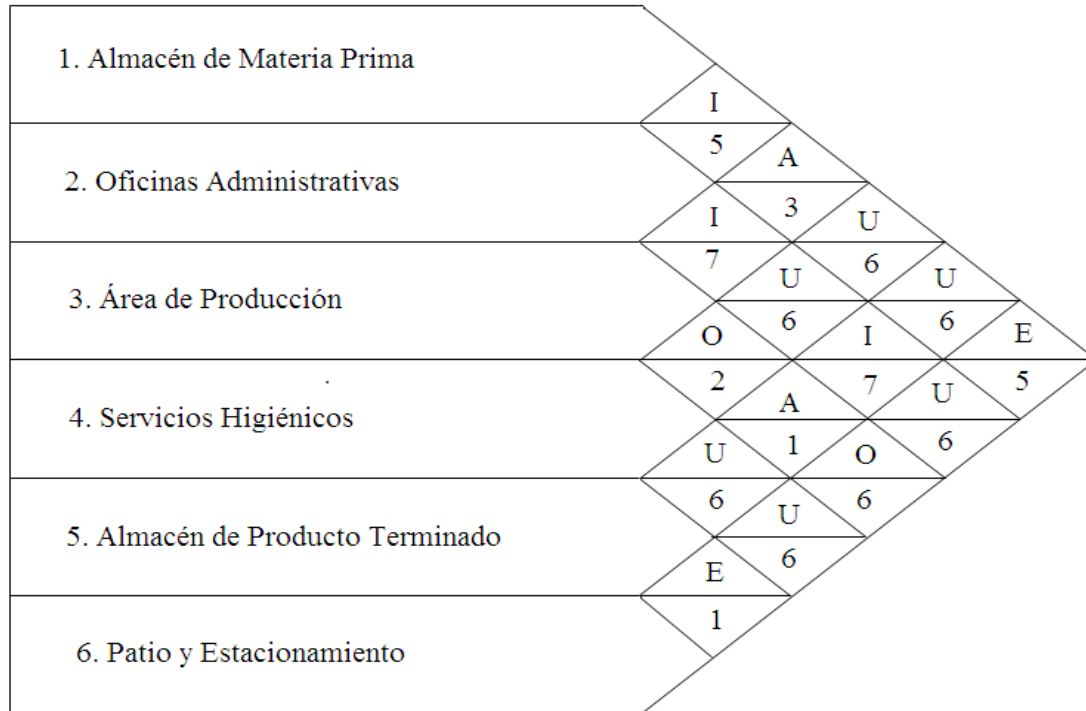 1. Almacén de Materia Prima
I
5
A
2. Oficinas Administrativas
I
3
U
7
U
6
U
3. Área de Producción
O
6
I
6
E
2
7
5
4. Servicios Higiénicos
A
U
U
1
O
6
6
U
6
5. Almacén de Producto Terminado
E
6
1
6. Patio y Estacionamiento